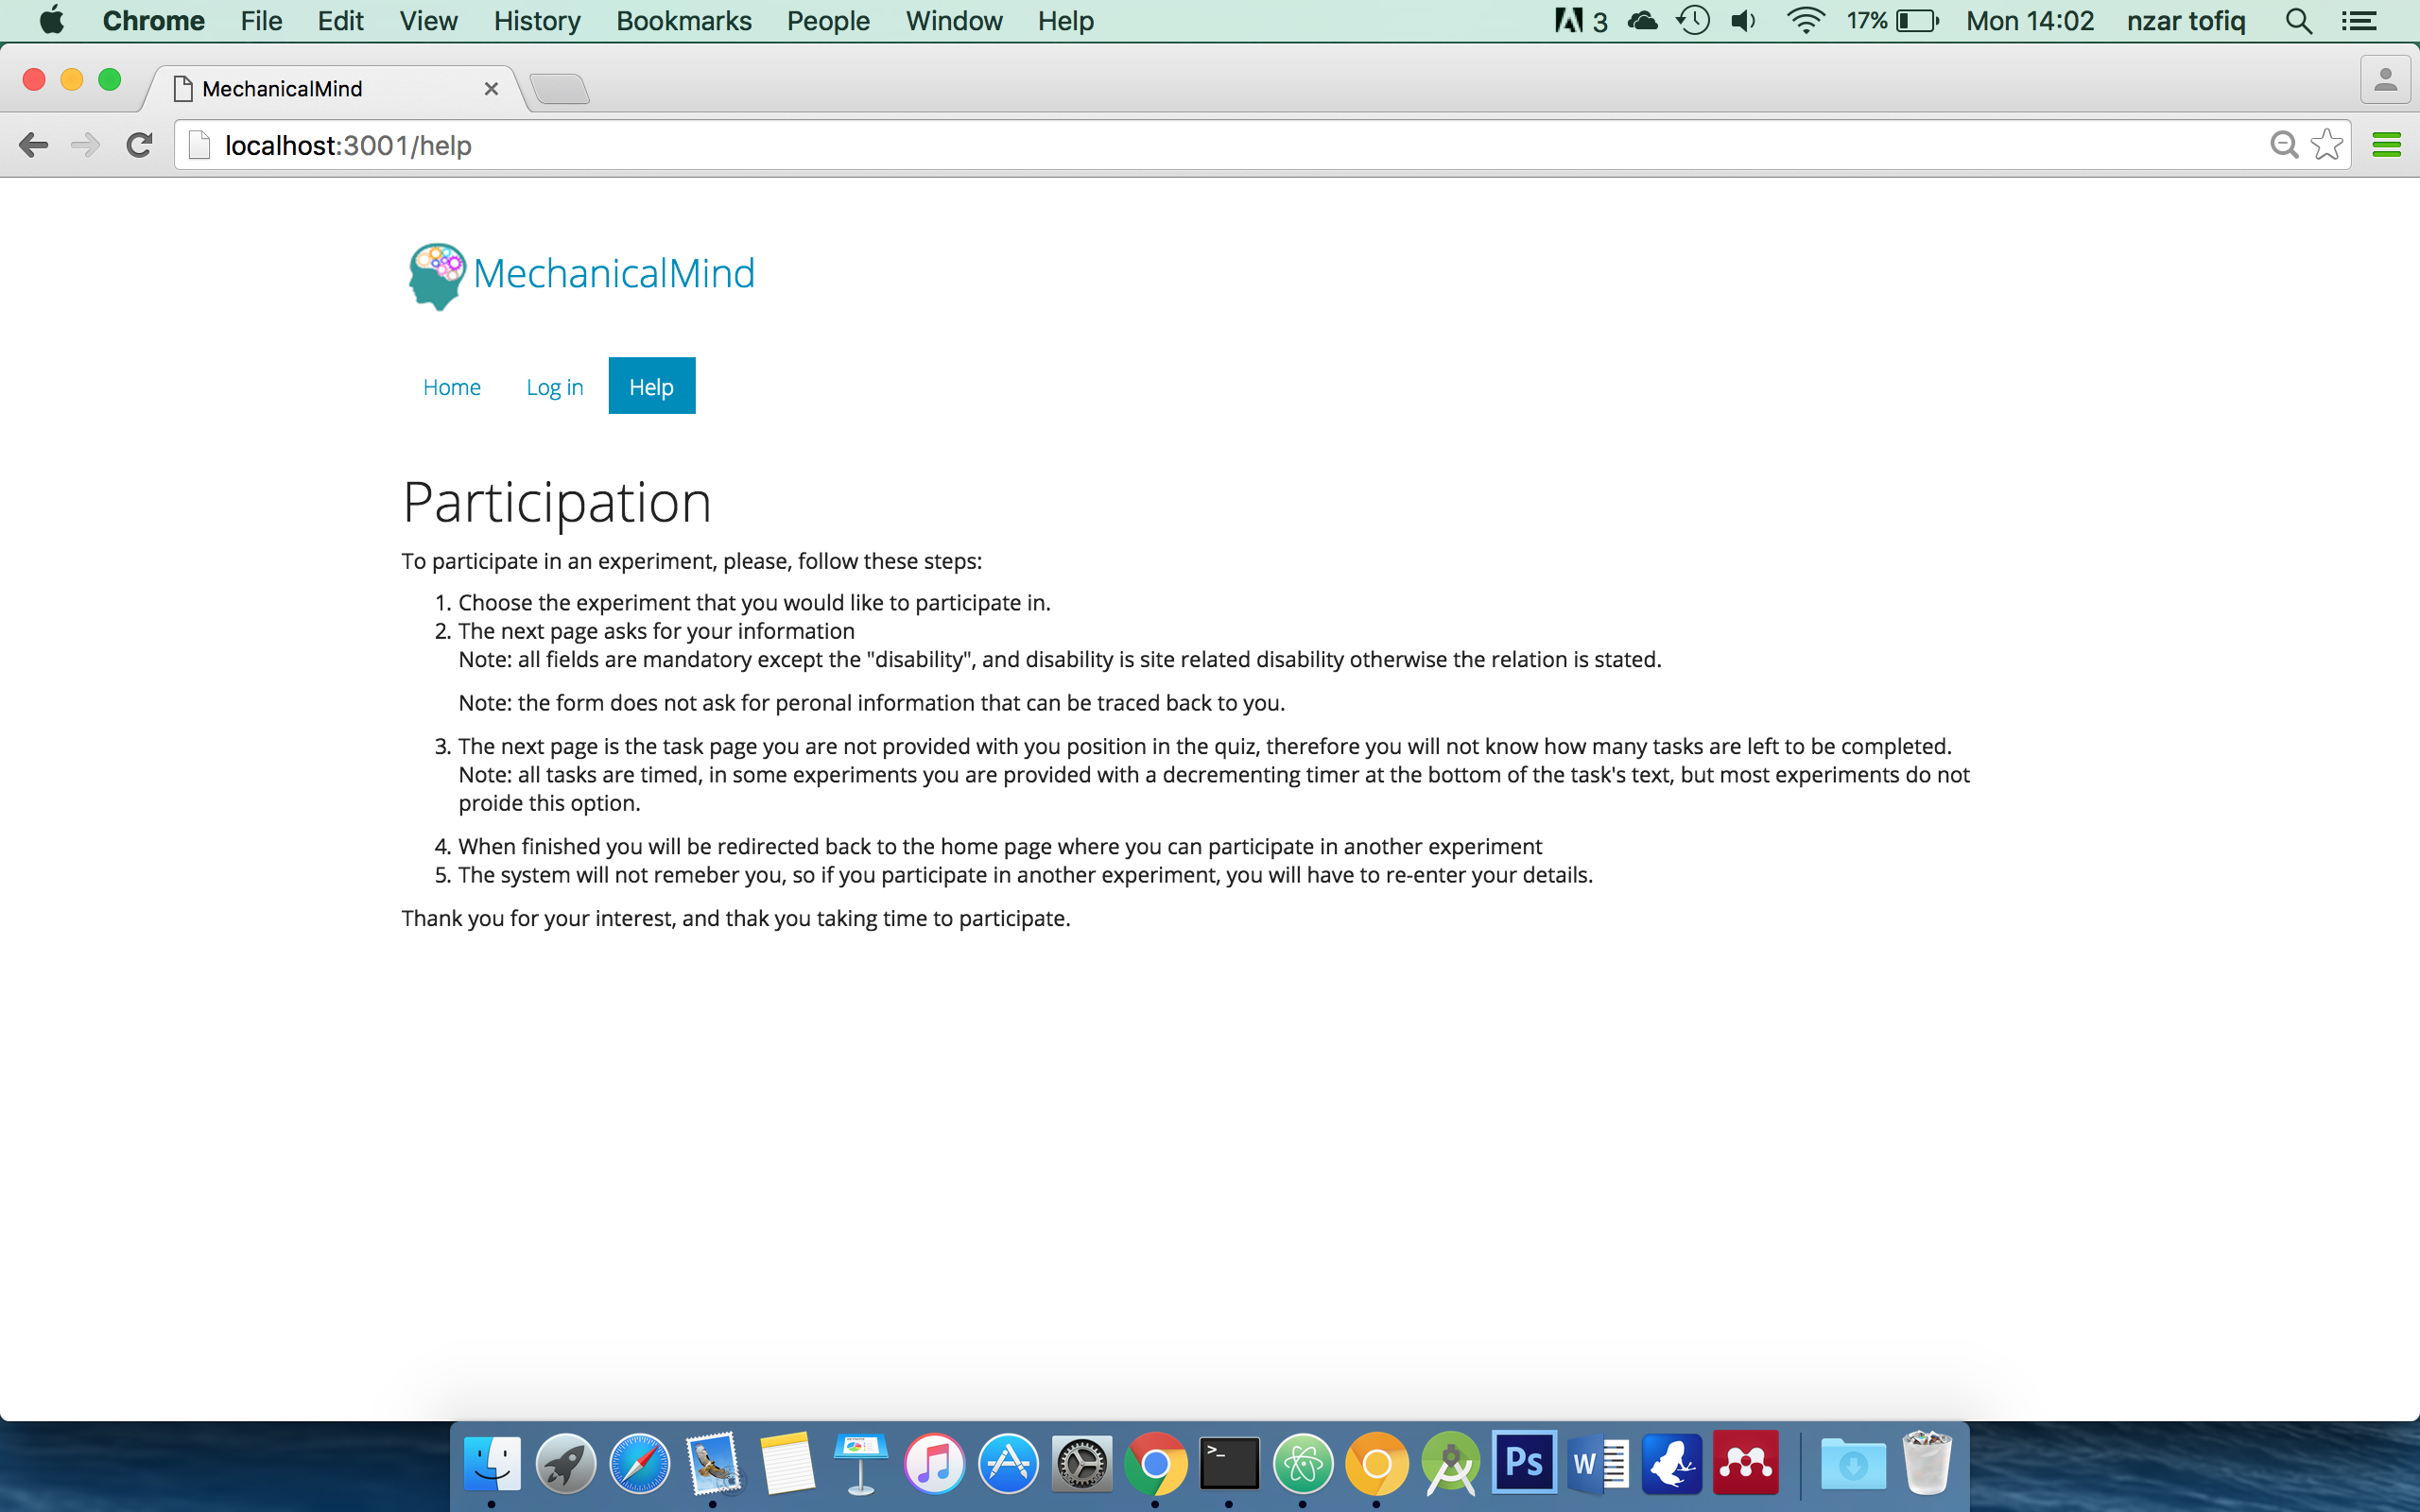 Chrome File Edit View History Bookmarks People Window Help 3 17% Mon 14:02 nzar tofiq
MechanicalMind
localhost:3001/help
MechanicalMind
Home Log in Help
Participation
To participate in an experiment, please, follow these steps:
1. Choose the experiment that you would like to participate in.
2. The next page asks for your information
Note: all fields are mandatory except the "disability", and disability is site related disability otherwise the relation is stated.
Note: the form does not ask for peronal information that can be traced back to you.
3. The next page is the task page you are not provided with you position in the quiz, therefore you will not know how many tasks are left to be completed.
Note: all tasks are timed, in some experiments you are provided with a decrementing timer at the bottom of the task's text, but most experiments do not
proide this option.
4. When finished you will be redirected back to the home page where you can participate in another experiment
5. The system will not remeber you, so if you participate in another experiment, you will have to re-enter your details.
Thank you for your interest, and thak you taking time to participate.
>_ Ps W